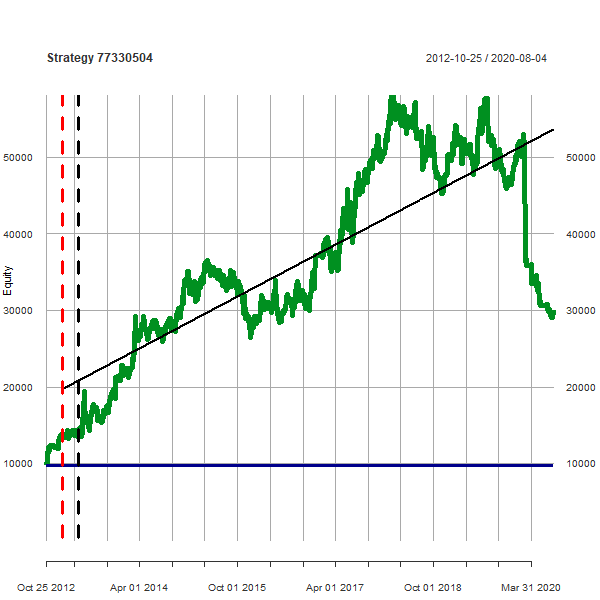 Strategy 77330504
2012-10-25 / 2020-08-04
50000
50000
40000
40000
Equity
30000
30000
20000
20000
10000
10000
Oct 25 2012
Apr 01 2014
Oct 01 2015
Apr 01 2017
Oct 01 2018
Mar 31 2020